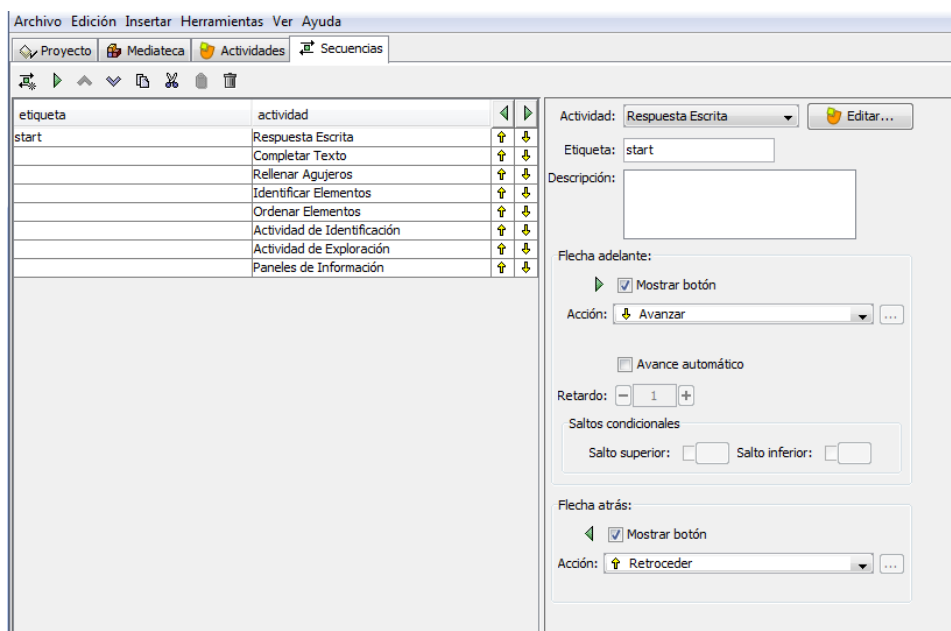 Archivo Edición Insertar Herramientas Ver Ayuda
Proyecto Mediateca Actividades Secuencias
etiqueta actividad
start Respuesta Escrita
Completar Texto
Rellenar Agujeros
Identificar Elementos
Ordenar Elementos
Actividad de Identificación
Actividad de Exploración
Paneles de Información
Actividad: Respuesta Escrita Editar...
Etiqueta: start
Descripción:
Flecha adelante:
Mostrar botón
Acción: Avanzar ...
Avance automático
Retardo: 1
Saltos condicionales
Salto superior: Salto inferior:
Flecha atrás:
Mostrar botón
Acción: Retroceder ...